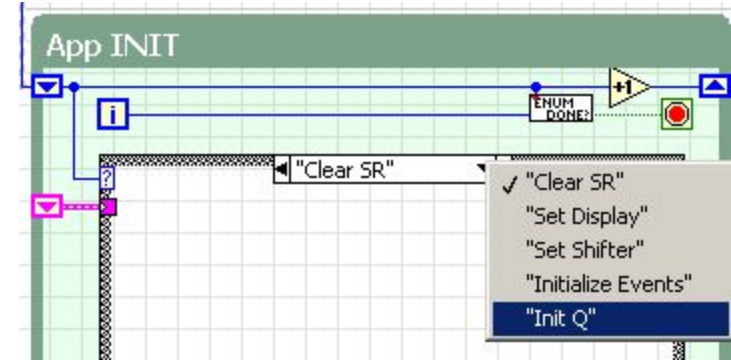 App INIT
+1
ENUM
DONE?
i
"Clear SR"
?
"Clear SR"
"Set Display"
"Set Shifter"
"Initialize Events"
"Init Q"